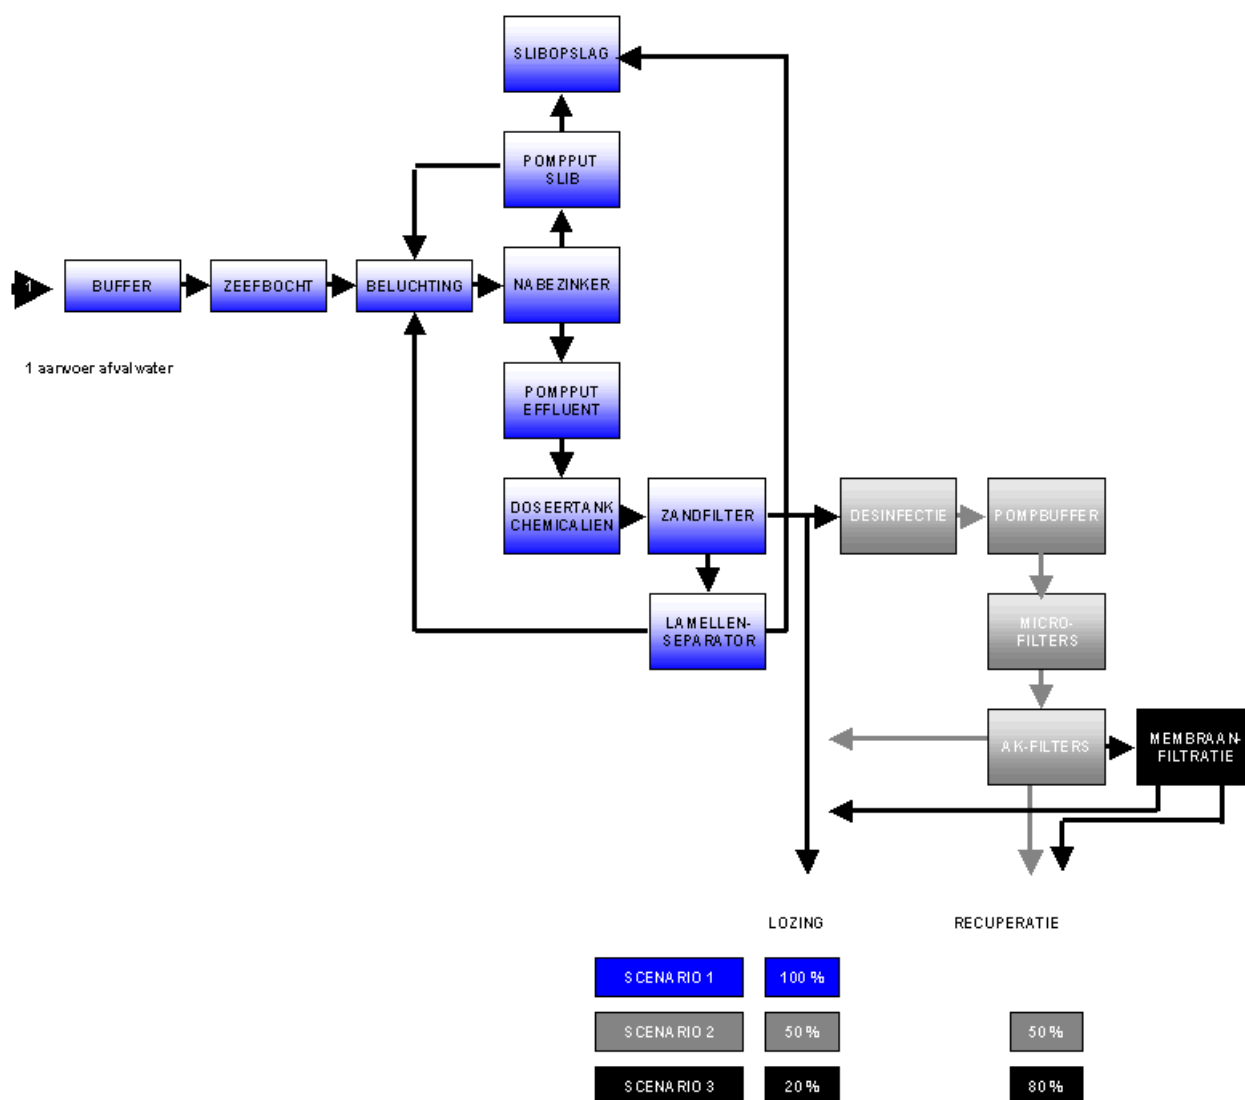 SLIBOPSLAG
POMPPUT
SLIB
1
BUFFER
ZEEFBOCHT
BELUCHTING
NABEZINKER
1 aanvoer afvalwater
POMPPUT
EFFLUENT
DOSEERTANK
CHEMICALIEN
ZANDFILTER
DESINFECTIE
POMPBUFFER
LAMELLEN-
SEPARATOR
MICRO-
FILTERS
AK-FILTERS
MEMBRAAN-
FILTRATIE
LOZING RECUPERATIE
SCENARIO 1 100 %
SCENARIO 2 50 % 50 %
SCENARIO 3 20 % 80 %